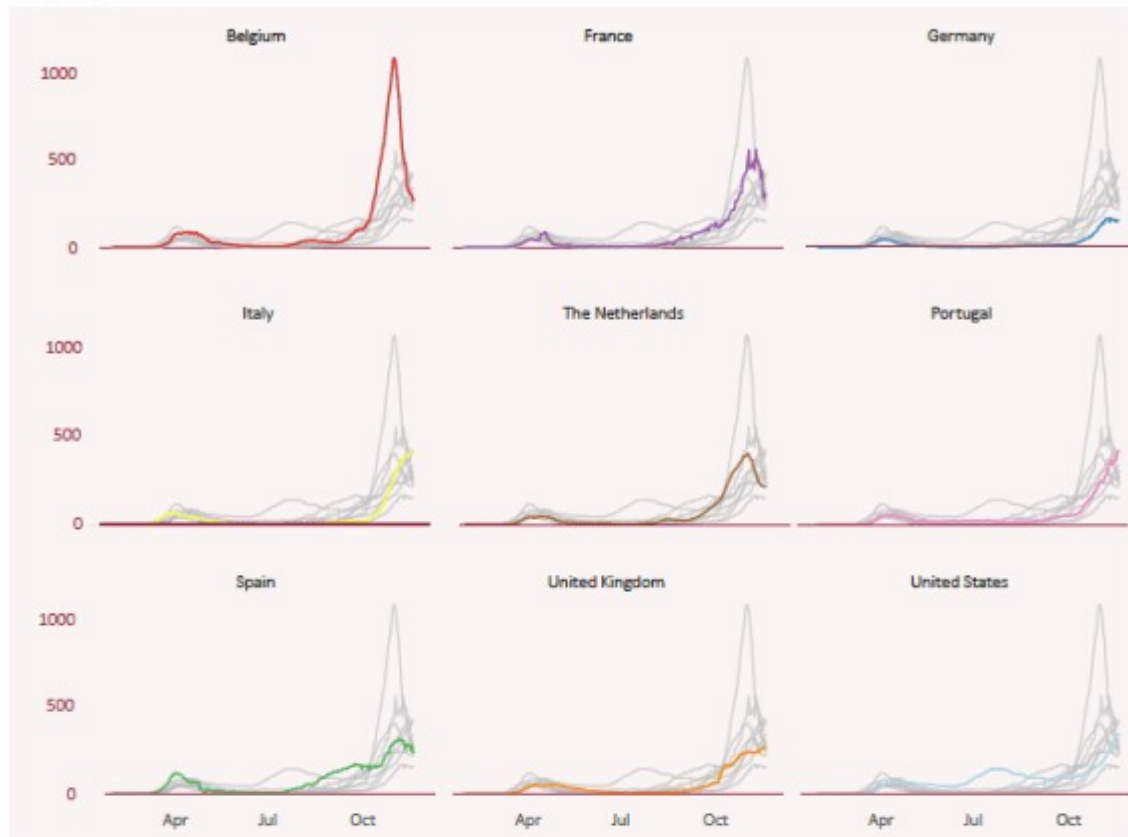 Belgium France Germany
1000
500
0
Italy The Netherlands Portugal
1000
500
0
Spain United Kingdom United States
1000
500
0
Apr Jul Oct Apr Jul Oct Apr Jul Oct